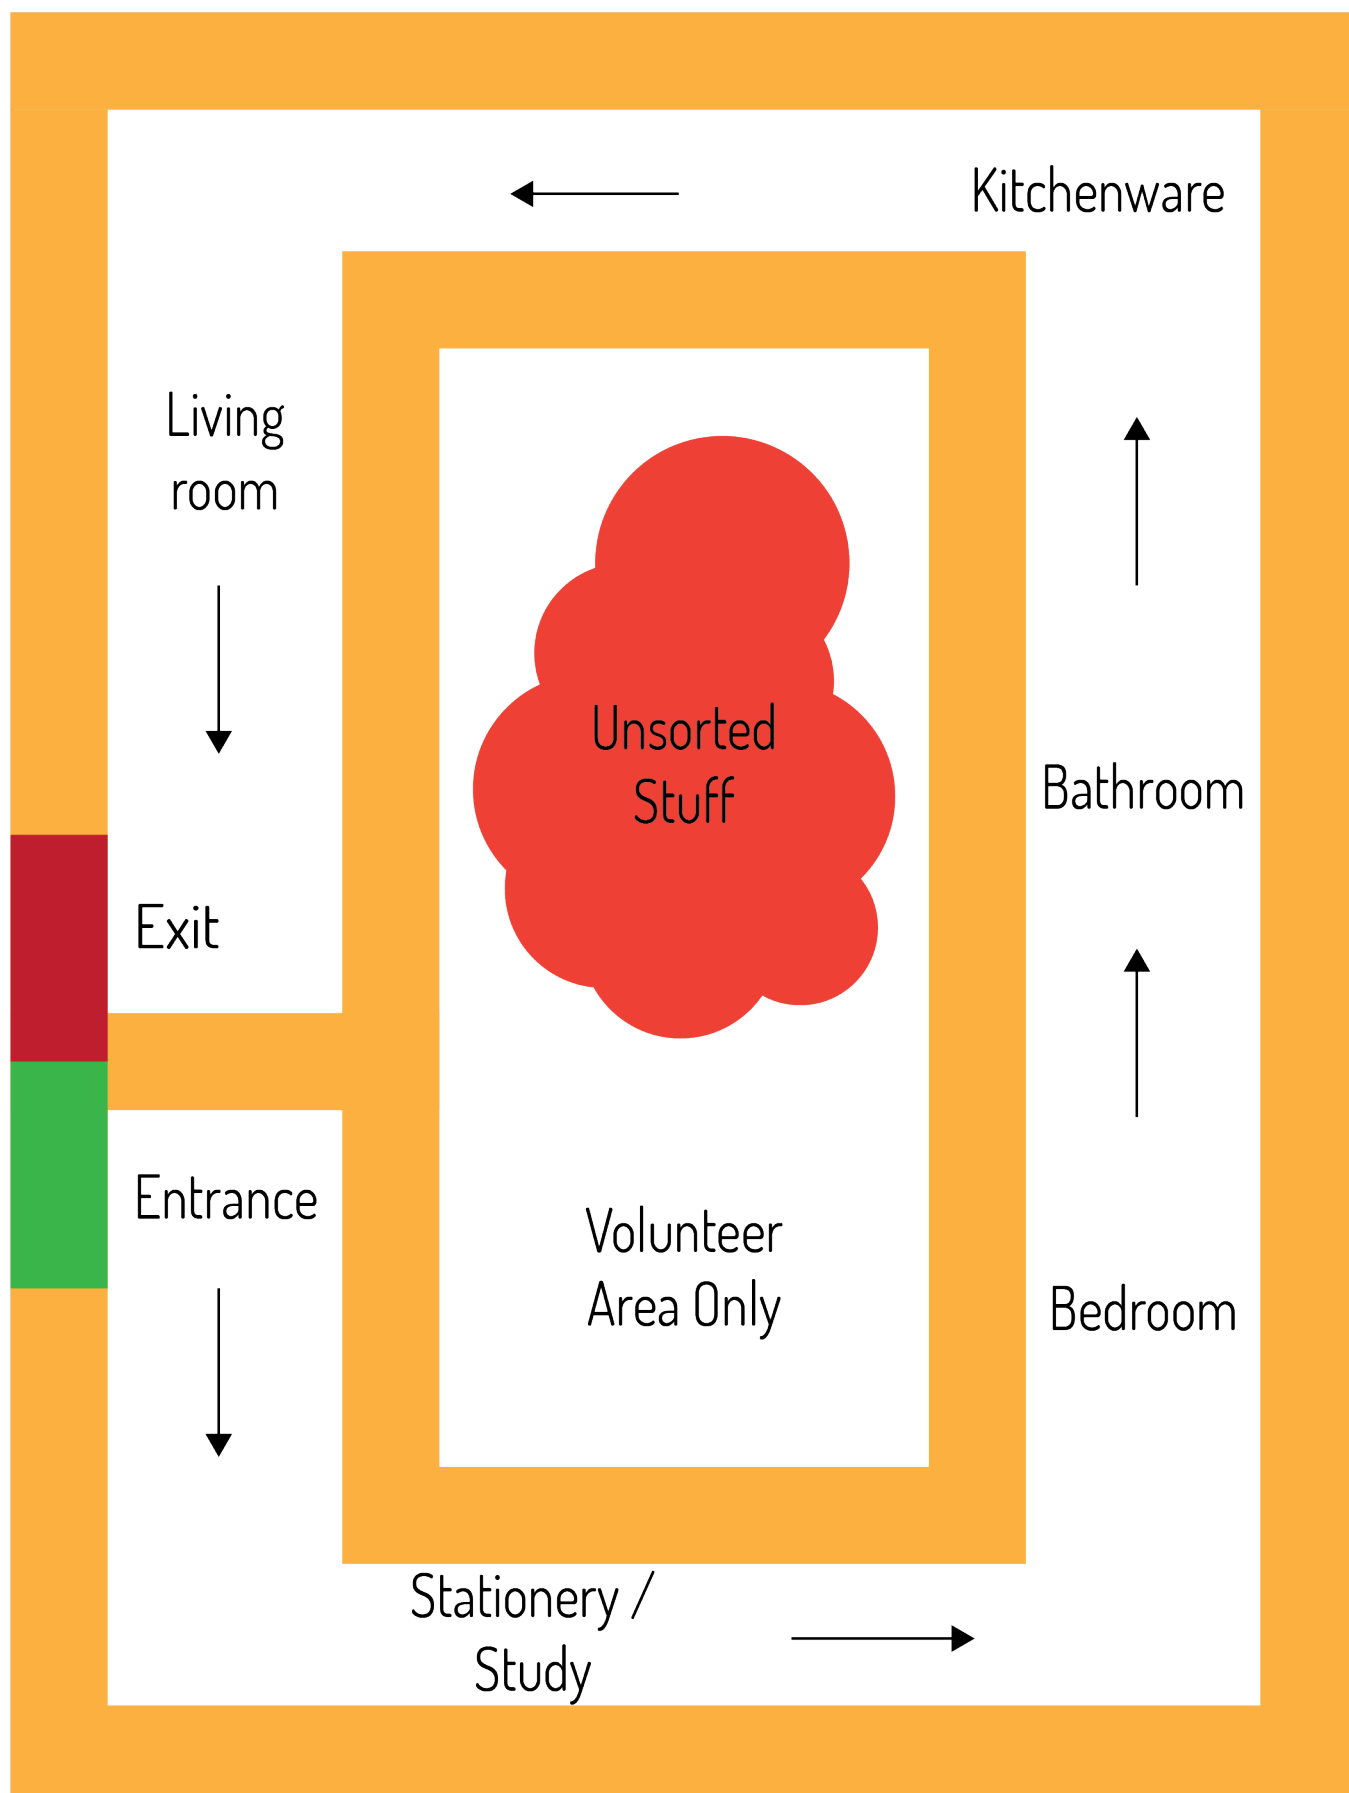 Kitchenware
Living
room
Unsorted
Stuff
Bathroom
Exit
Entrance
Volunteer
Area Only
Bedroom
Stationery /
Study